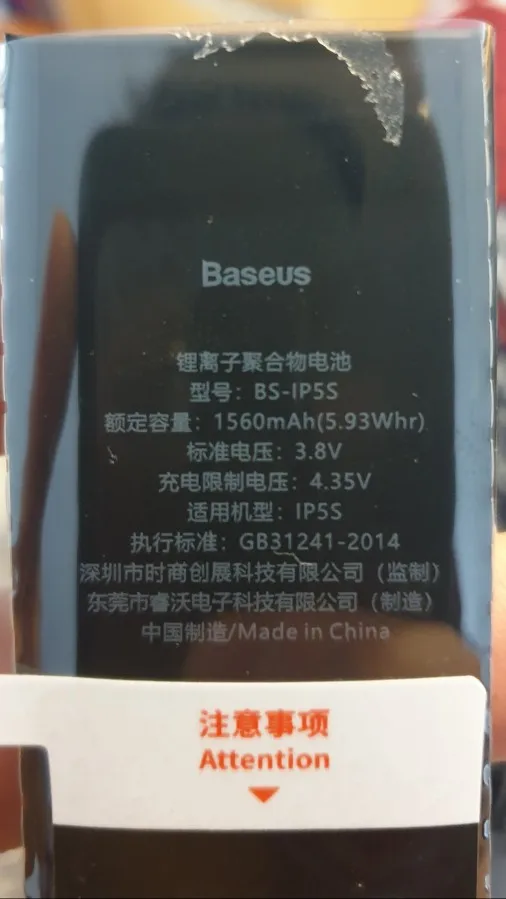 Baseus
锂离子聚合物电池
型号：BS-IP5S
额定容量：1560mAh(5.93Whr)
标准电压：3.8V
充电限制电压：4.35V
适用机型：IP5S
执行标准：GB31241-2014
深圳市时商创展科技有限公司（监制）
东莞市睿沃电子科技有限公司（制造）
中国制造/Made in China
注意事项
Attention